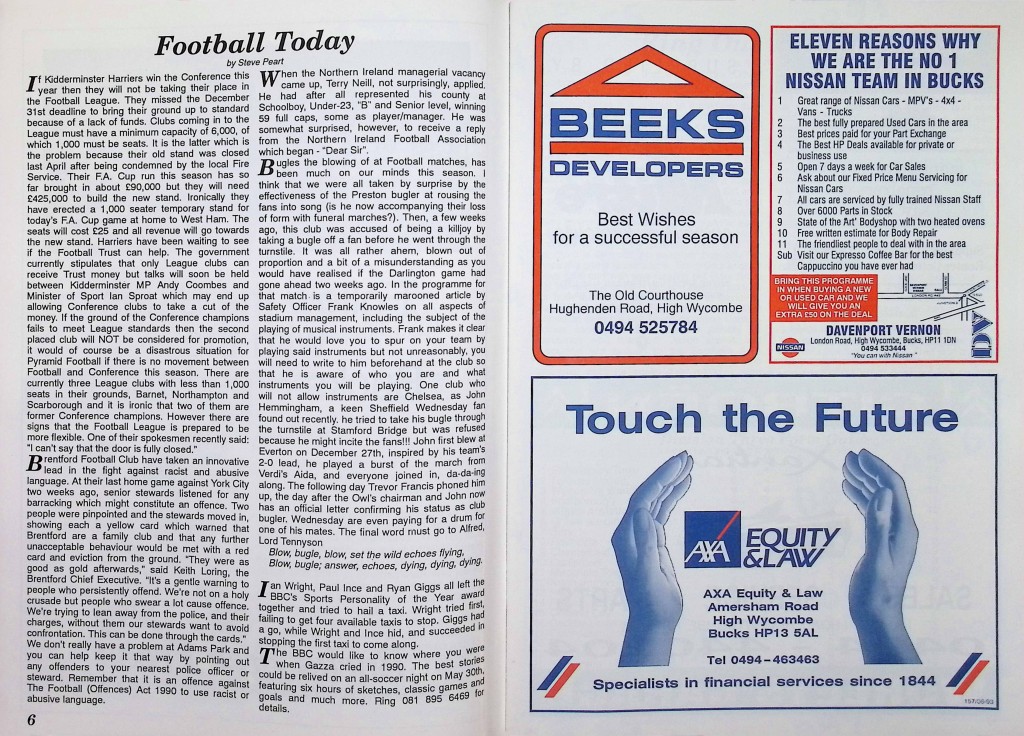 Football Today
by Steve Peart
If Kidderminster Harriers win the Conference this
year then they will not be taking their place in
the Football League. They missed the December
31st deadline to bring their ground up to standard
because of a lack of funds. Clubs coming in to the
League must have a minimum capacity of 6,000, of
which 1,000 must be seats. It is the latter which is
the problem because their old stand was closed
last April after being condemned by the local Fire
Service. Their F.A. Cup run this season has so
far brought in about £90,000 but they will need
£425,000 to build the new stand. Ironically they
have erected a 1,000 seater temporary stand for
today's F.A. Cup game at home to West Ham. The
seats will cost £25 and all revenue will go towards
the new stand. Harriers have been waiting to see
if the Football Trust can help. The government
currently stipulates that only League clubs can
receive Trust money but talks will soon be held
between Kidderminster MP Andy Coombes and
Minister of Sport Ian Sproat which may end up
allowing Conference clubs to take a cut of the
money. If the ground of the Conference champions
fails to meet League standards then the second
placed club will NOT be considered for promotion,
it would of course be a disastrous situation for
Pyramid Football if there is no movement between
Football and Conference this season. There are
currently three League clubs with less than 1,000
seats in their grounds, Barnet, Northampton and
Scarborough and it is ironic that two of them are
former Conference champions. However there are
signs that the Football League is prepared to be
more flexible. One of their spokesmen recently said:
"I can't say that the door is fully closed."
Brentford Football Club have taken an innovative
lead in the fight against racist and abusive
language. At their last home game against York City
two weeks ago, senior stewards listened for any
barracking which might constitute an offence. Two
people were pinpointed and the stewards moved in,
showing each a yellow card which warned that
Brentford are a family club and that any further
unacceptable behaviour would be met with a red
card and eviction from the ground. "They were as
good as gold afterwards," said Keith Loring, the
Brentford Chief Executive. "It's a gentle warning to
people who persistently offend. We're not on a holy
crusade but people who swear a lot cause offence.
We're trying to lean away from the police, and their
charges, without them our stewards want to avoid
confrontation. This can be done through the cards."
We don't really have a problem at Adams Park and
you can help keep it that way by pointing out
any offenders to your nearest police officer or
steward. Remember that it is an offence against
The Football (Offences) Act 1990 to use racist or
abusive language.
6
When the Northern Ireland managerial vacancy
came up, Terry Neill, not surprisingly, applied.
He had after all represented his county at
Schoolboy, Under-23, "B" and Senior level, winning
59 full caps, some as player/manager. He was
somewhat surprised, however, to receive a reply
from the Northern Ireland Football Association
which began - "Dear Sir".
Bugles the blowing of at Football matches, has
been much on our minds this season. I
think that we were all taken by surprise by the
effectiveness of the Preston bugler at rousing the
fans into song (is he now accompanying their loss
of form with funeral marches?). Then, a few weeks
ago, this club was accused of being a killjoy by
taking a bugle off a fan before he went through the
turnstile. It was all rather ahem, blown out of
proportion and a bit of a misunderstanding as you
would have realised if the Darlington game had
gone ahead two weeks ago. In the programme for
that match is a temporarily marooned article by
Safety Officer Frank Knowles on all aspects of
stadium management, including the subject of the
playing of musical instruments. Frank makes it clear
that he would love you to spur on your team by
playing said instruments but not unreasonably, you
will need to write to him beforehand at the club so
that he is aware of who you are and what
instruments you will be playing. One club who
will not allow instruments are Chelsea, as John
Hemmingham, a keen Sheffield Wednesday fan
found out recently. he tried to take his bugle through
the turnstile at Stamford Bridge but was refused
because he might incite the fans!!! John first blew at
Everton on December 27th, inspired by his team's
2-0 lead, he played a burst of the march from
Verdi's Aida, and everyone joined in, da-da-ing
along. The following day Trevor Francis phoned him
up, the day after the Owl's chairman and John now
has an official letter confirming his status as club
bugler. Wednesday are even paying for a drum for
one of his mates. The final word must go to Alfred,
Lord Tennyson
Blow, bugle, blow, set the wild echoes flying,
Blow, bugle; answer, echoes, dying, dying, dying.
Ian Wright, Paul Ince and Ryan Giggs all left the
BBC's Sports Personality of the Year award
together and tried to hail a taxi. Wright tried first,
failing to get four available taxis to stop. Giggs had
a go, while Wright and Ince hid, and succeeded in
stopping the first taxi to come along.
The BBC would like to know where you were
when Gazza cried in 1990. The best stories
could be relived on an all-soccer night on May 30th,
featuring six hours of sketches, classic games and
goals and much more. Ring 081 895 6469 for
details.
BEEKS
DEVELOPERS
Best Wishes
for a successful season
The Old Courthouse
Hughenden Road, High Wycombe
0494 525784
ELEVEN REASONS WHY
WE ARE THE NO 1
NISSAN TEAM IN BUCKS
1 Great range of Nissan Cars - MPV's - 4x4 -
Vans - Trucks
2 The best fully prepared Used Cars in the area
3 Best prices paid for your Part Exchange
4 The Best HP Deals available for private or
business use
5 Open 7 days a week for Car Sales
6 Ask about our Fixed Price Menu Servicing for
Nissan Cars
7 All cars are serviced by fully trained Nissan Staff
8 Over 6000 Parts in Stock
9 State of the Art' Bodyshop with two heated ovens
10 Free written estimate for Body Repair
11 The friendliest people to deal with in the area
Sub Visit our Expresso Coffee Bar for the best
Cappuccino you have ever had
BRING THIS PROGRAMME
IN WHEN BUYING A NEW
OR USED CAR AND WE
WILL GIVE YOU AN
EXTRA £50 ON THE DEAL
NISSAN
DAVENPORT VERNON
London Road, High Wycombe, Bucks, HP11 1DN
0494 533444
"You can with Nissan"
Touch the Future
AXA
EQUITY
&LAW
AXA Equity & Law
Amersham Road
High Wycombe
Bucks HP13 5AL
Tel 0494-463463
Specialists in financial services since 1844